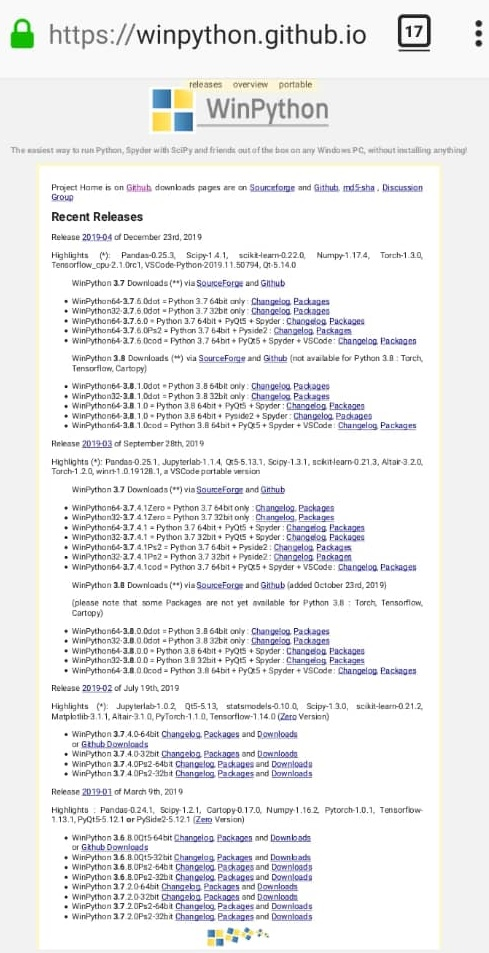 https://winpython.github.io
17
releases overview portable
WinPython
The easiest way to run Python, Spyder with SciPy and friends out of the box on any Windows PC, without installing anything!
Project Home is on Github, downloads pages are on Sourceforge and Github, md5-sha , Discussion
Group
Recent Releases
Release 2019-04 of December 23rd, 2019
Highlights (*): Pandas-0.25.3, Scipy-1.4.1, scikit-learn-0.22.0, Numpy-1.17.4, Torch-1.3.0,
Tensorflow_cpu-2.1.0rc1, VSCode-Python-2019.11.50794, Qt-5.14.0
WinPython 3.7 Downloads (**) via SourceForge and Github
• WinPython64-3.7.6.0dot = Python 3.7 64bit only : Changelog, Packages
• WinPython32-3.7.6.0dot = Python 3.7 32bit only : Changelog, Packages
• WinPython64-3.7.6.0 = Python 3.7 64bit + PyQt5 + Spyder : Changelog, Packages
• WinPython64-3.7.6.0Ps2 = Python 3.7 64bit + Pyside2 : Changelog, Packages
• WinPython64-3.7.6.0cod = Python 3.7 64bit + PyQt5 + Spyder + VSCode : Changelog, Packages
WinPython 3.8 Downloads (**) via SourceForge and Github (not available for Python 3.8 : Torch,
Tensorflow, Cartopy)
• WinPython64-3.8.1.0dot = Python 3.8 64bit only : Changelog, Packages
• WinPython32-3.8.1.0dot = Python 3.8 32bit only : Changelog, Packages
• WinPython64-3.8.1.0 = Python 3.8 64bit + PyQt5 + Spyder : Changelog, Packages
• WinPython64-3.8.1.0 = Python 3.8 64bit + Pyside2 + Spyder : Changelog, Packages
• WinPython64-3.8.1.0cod = Python 3.8 64bit + PyQt5 + Spyder + VSCode : Changelog, Packages
Release 2019-03 of September 28th, 2019
Highlights (*): Pandas-0.25.1, Jupyterlab-1.1.4, Qt5-5.13.1, Scipy-1.3.1, scikit-learn-0.21.3, Altair-3.2.0,
Torch-1.2.0, winrt-1.0.19128.1, a VSCode portable version
WinPython 3.7 Downloads (**) via SourceForge and Github
• WinPython64-3.7.4.1Zero = Python 3.7 64bit only : Changelog, Packages
• WinPython32-3.7.4.1Zero = Python 3.7 32bit only : Changelog, Packages
• WinPython64-3.7.4.1 = Python 3.7 64bit + PyQt5 + Spyder : Changelog, Packages
• WinPython32-3.7.4.1 = Python 3.7 32bit + PyQt5 + Spyder : Changelog, Packages
• WinPython64-3.7.4.1Ps2 = Python 3.7 64bit + Pyside2 : Changelog, Packages
• WinPython32-3.7.4.1Ps2 = Python 3.7 32bit + Pyside2 : Changelog, Packages
• WinPython64-3.7.4.1cod = Python 3.7 64bit + PyQt5 + Spyder + VSCode : Changelog, Packages
WinPython 3.8 Downloads (**) via SourceForge and Github (added October 23rd, 2019)
(please note that some Packages are not yet available for Python 3.8 : Torch, Tensorflow,
Cartopy)
• WinPython64-3.8.0.0dot = Python 3.8 64bit only : Changelog, Packages
• WinPython32-3.8.0.0dot = Python 3.8 32bit only : Changelog, Packages
• WinPython64-3.8.0.0 = Python 3.8 64bit + PyQt5 + Spyder : Changelog, Packages
• WinPython32-3.8.0.0 = Python 3.8 32bit + PyQt5 + Spyder : Changelog, Packages
• WinPython64-3.8.0.0cod = Python 3.8 64bit + PyQt5 + Spyder + VSCode : Changelog, Packages
Release 2019-02 of July 19th, 2019
Highlights (*): Jupyterlab-1.0.2, Qt5-5.13, statsmodels-0.10.0, Scipy-1.3.0, scikit-learn-0.21.2,
Matplotlib-3.1.1, Altair-3.1.0, PyTorch-1.1.0, Tensorflow-1.14.0 (Zero Version)
• WinPython 3.7.4.0-64bit Changelog, Packages and Downloads
or Github Downloads
• WinPython 3.7.4.0-32bit Changelog, Packages and Downloads
• WinPython 3.7.4.0Ps2-64bit Changelog, Packages and Downloads
• WinPython 3.7.4.0Ps2-32bit Changelog, Packages and Downloads
Release 2019-01 of March 9th, 2019
Highlights : Pandas-0.24.1, Scipy-1.2.1, Cartopy-0.17.0, Numpy-1.16.2, Pytorch-1.0.1, Tensorflow-
1.13.1, PyQt5-5.12.1 or PySide2-5.12.1 (Zero Version)
• WinPython 3.6.8.0Qt5-64bit Changelog, Packages and Downloads
or Github Downloads
• WinPython 3.6.8.0Qt5-32bit Changelog, Packages and Downloads
• WinPython 3.6.8.0Ps2-64bit Changelog, Packages and Downloads
• WinPython 3.6.8.0Ps2-32bit Changelog, Packages and Downloads
• WinPython 3.7.2.0-64bit Changelog, Packages and Downloads
• WinPython 3.7.2.0-32bit Changelog, Packages and Downloads
• WinPython 3.7.2.0Ps2-64bit Changelog, Packages and Downloads
• WinPython 3.7.2.0Ps2-32bit Changelog, Packages and Downloads